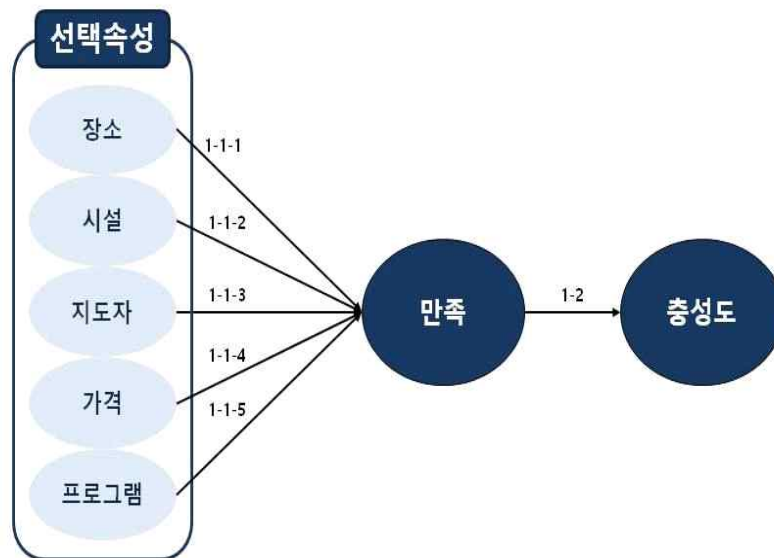 선택속성
장소
1-1-1
시설
1-1-2
지도자
1-1-3
만족
1-2
충성도
1-1-4
가격
1-1-5
프로그램